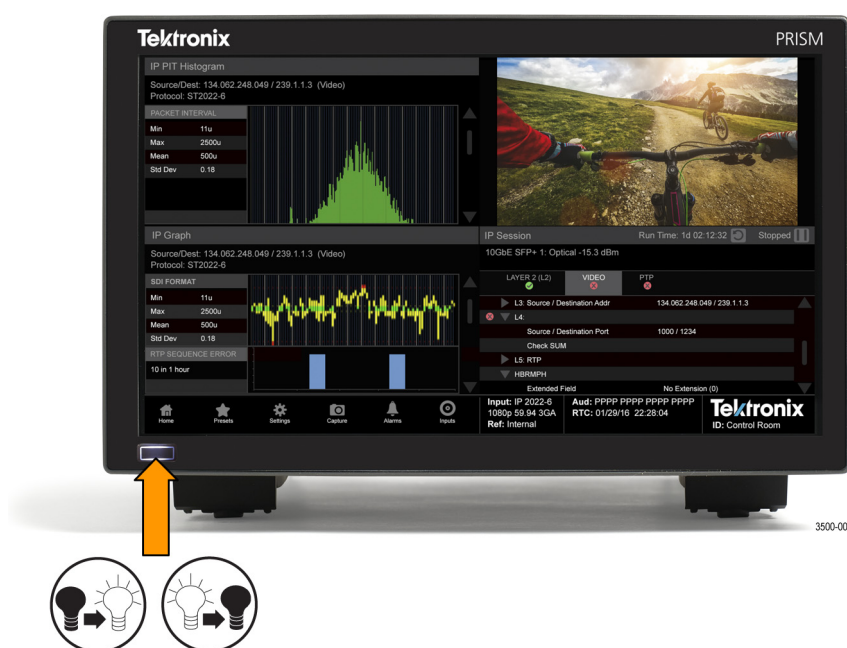 Tektronix
PRISM
IP PIT Histogram
Source/Dest: 134.062.248.049 / 239.1.1.3 (Video)
Protocol: ST2022-6
PACKET INTERVAL
Min 11u
Max 2500u
Mean 500u
Std Dev 0.18
IP Graph
Source/Dest: 134.062.248.049 / 239.1.1.3 (Video)
Protocol: ST2022-6
SDI FORMAT
Min 11u
Max 2500u
Mean 500u
Std Dev 0.18
RTP SEQUENCE ERROR
10 in 1 hour
IP Session Run Time: 1d 02:12:32 Stopped
10GbE SFP+ 1: Optical -15.3 dBm
LAYER 2 (L2) VIDEO PTP
L3: Source / Destination Addr 134.062.248.049 / 239.1.1.3
L4:
Source / Destination Port 1000 / 1234
Check SUM
L5: RTP
HBRMPH
Extended Field No Extension (0)
Home Presets Settings Capture Alarms Inputs
Input: IP 2022-6
1080p 59.94 3GA
Ref: Internal
Aud: PPPP PPPP PPPP PPPP
RTC: 01/29/16 22:28:04
Tektronix
ID: Control Room
3500-00